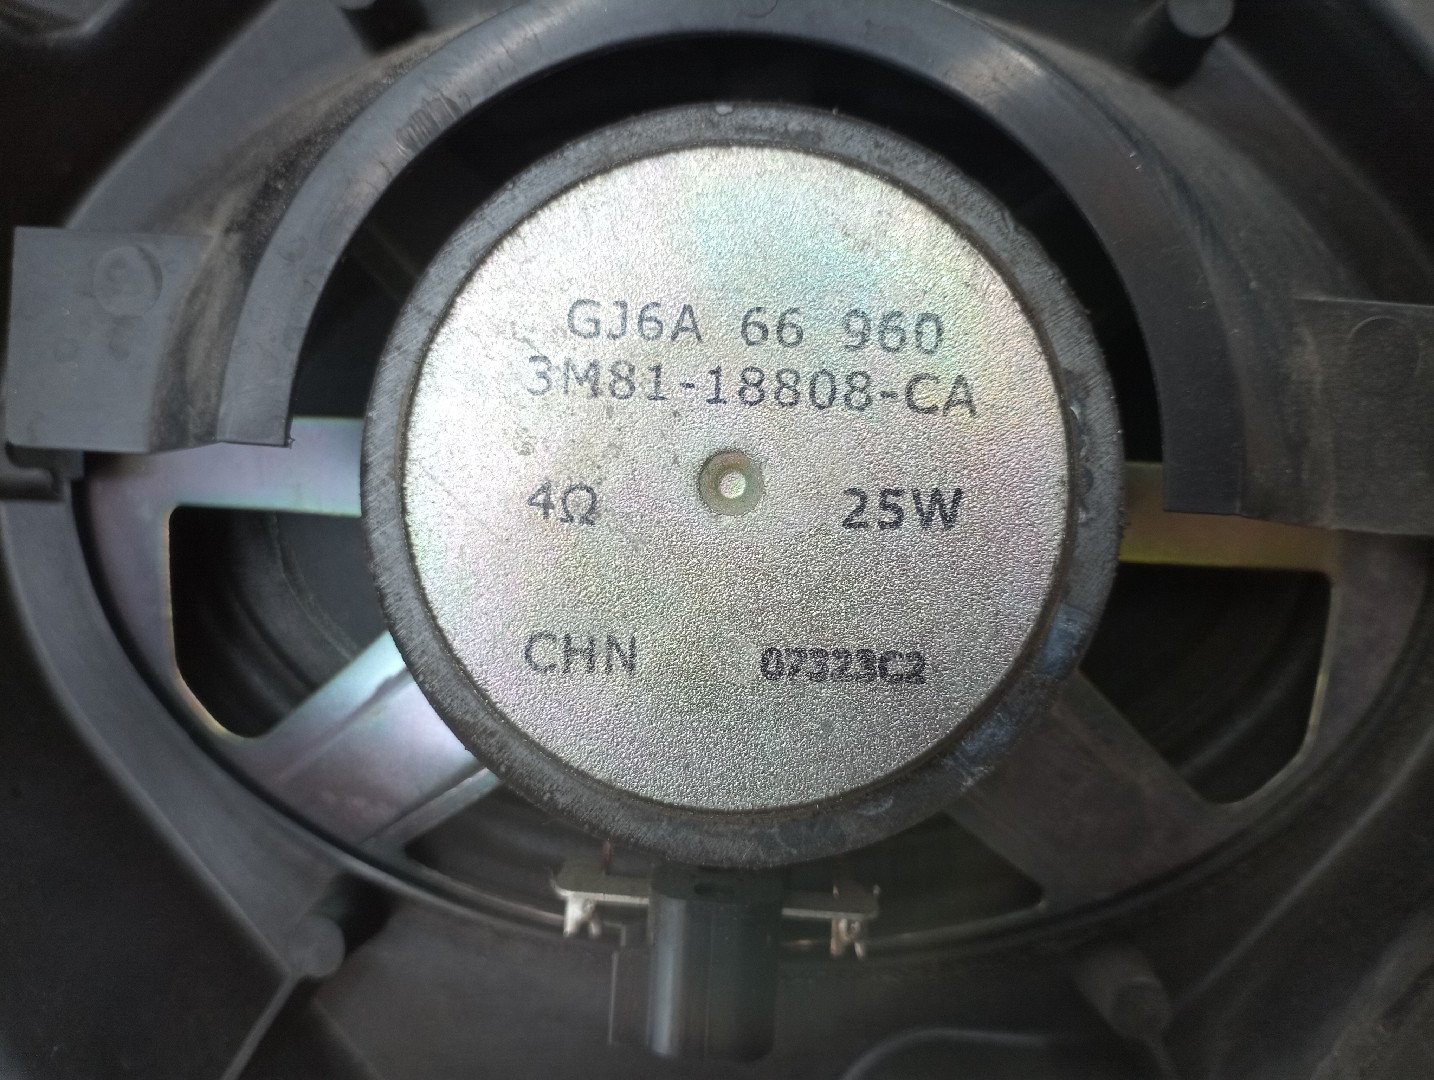 GJ6A 66 960
3M81-18808-CA
4Ω 25W
CHN 07323C2